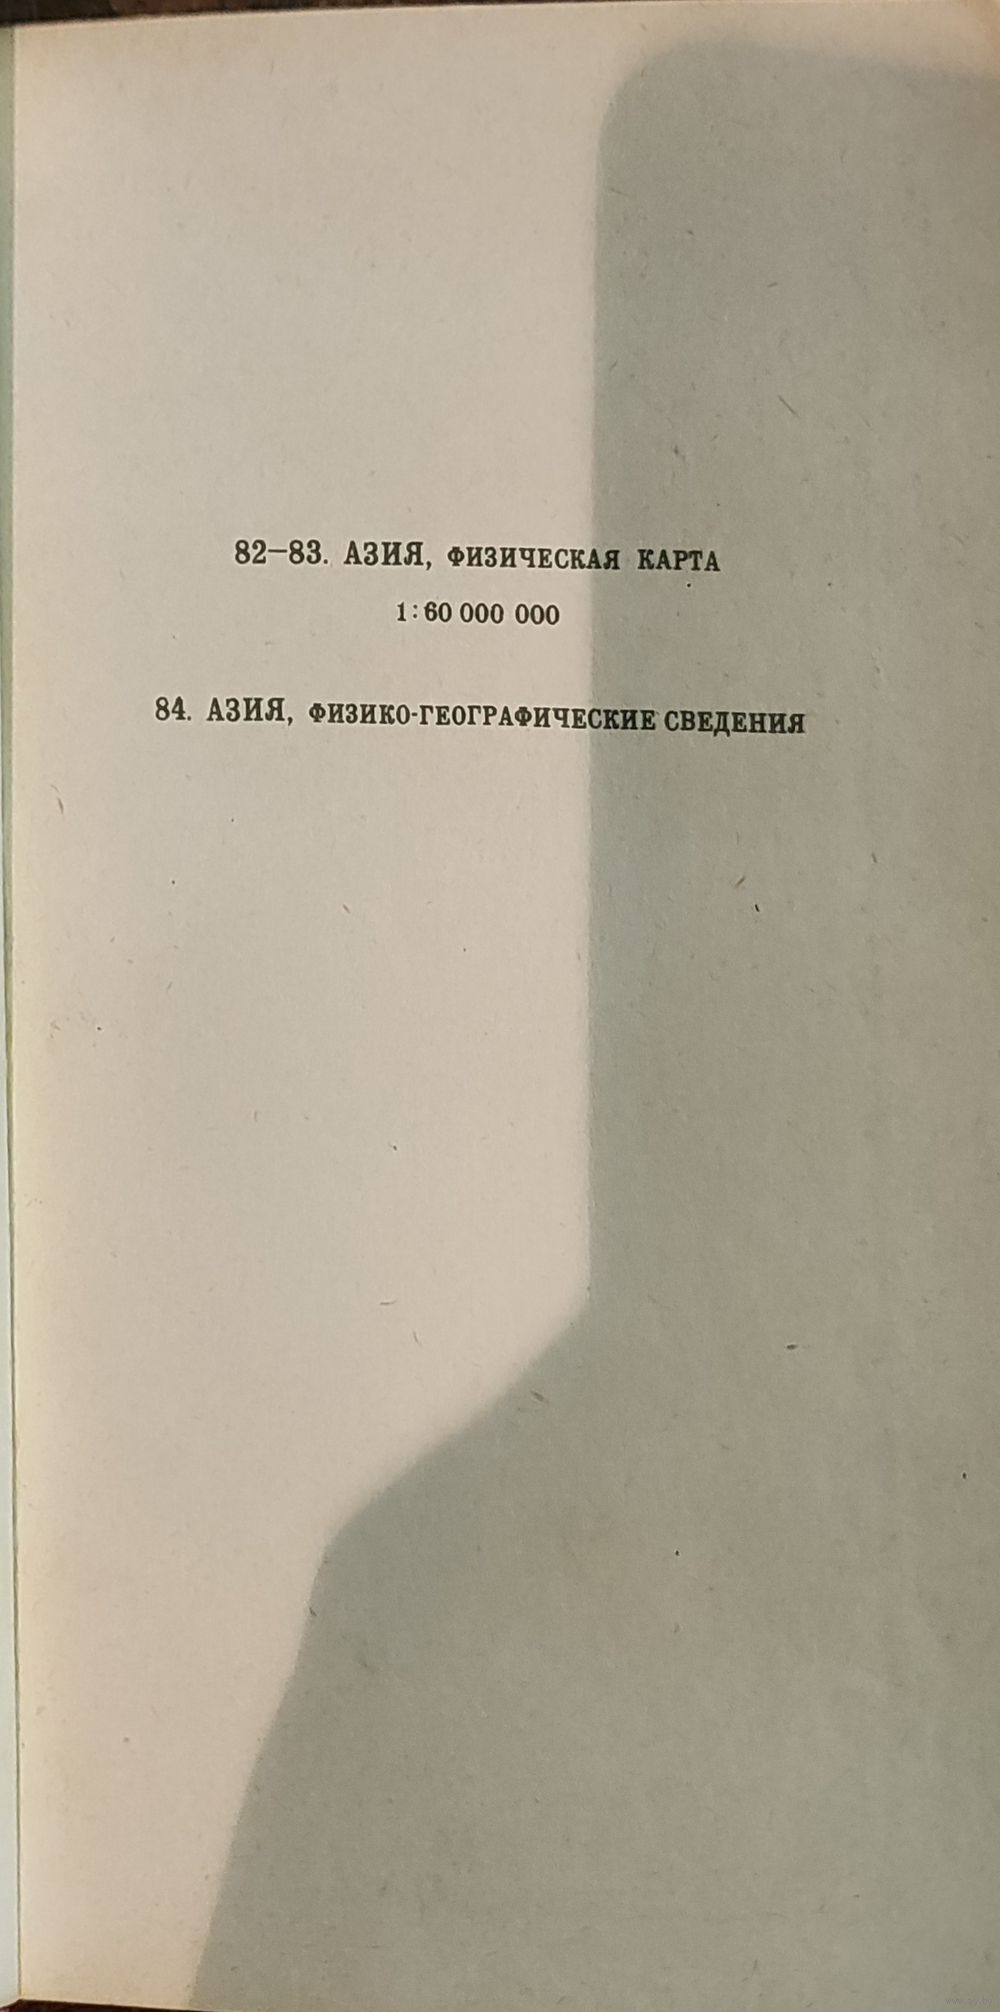 82—83. АЗИЯ, ФИЗИЧЕСКАЯ КАРТА
1:60 000 000
84. АЗИЯ, ФИЗИКО-ГЕОГРАФИЧЕСКИЕ СВЕДЕНИЯ